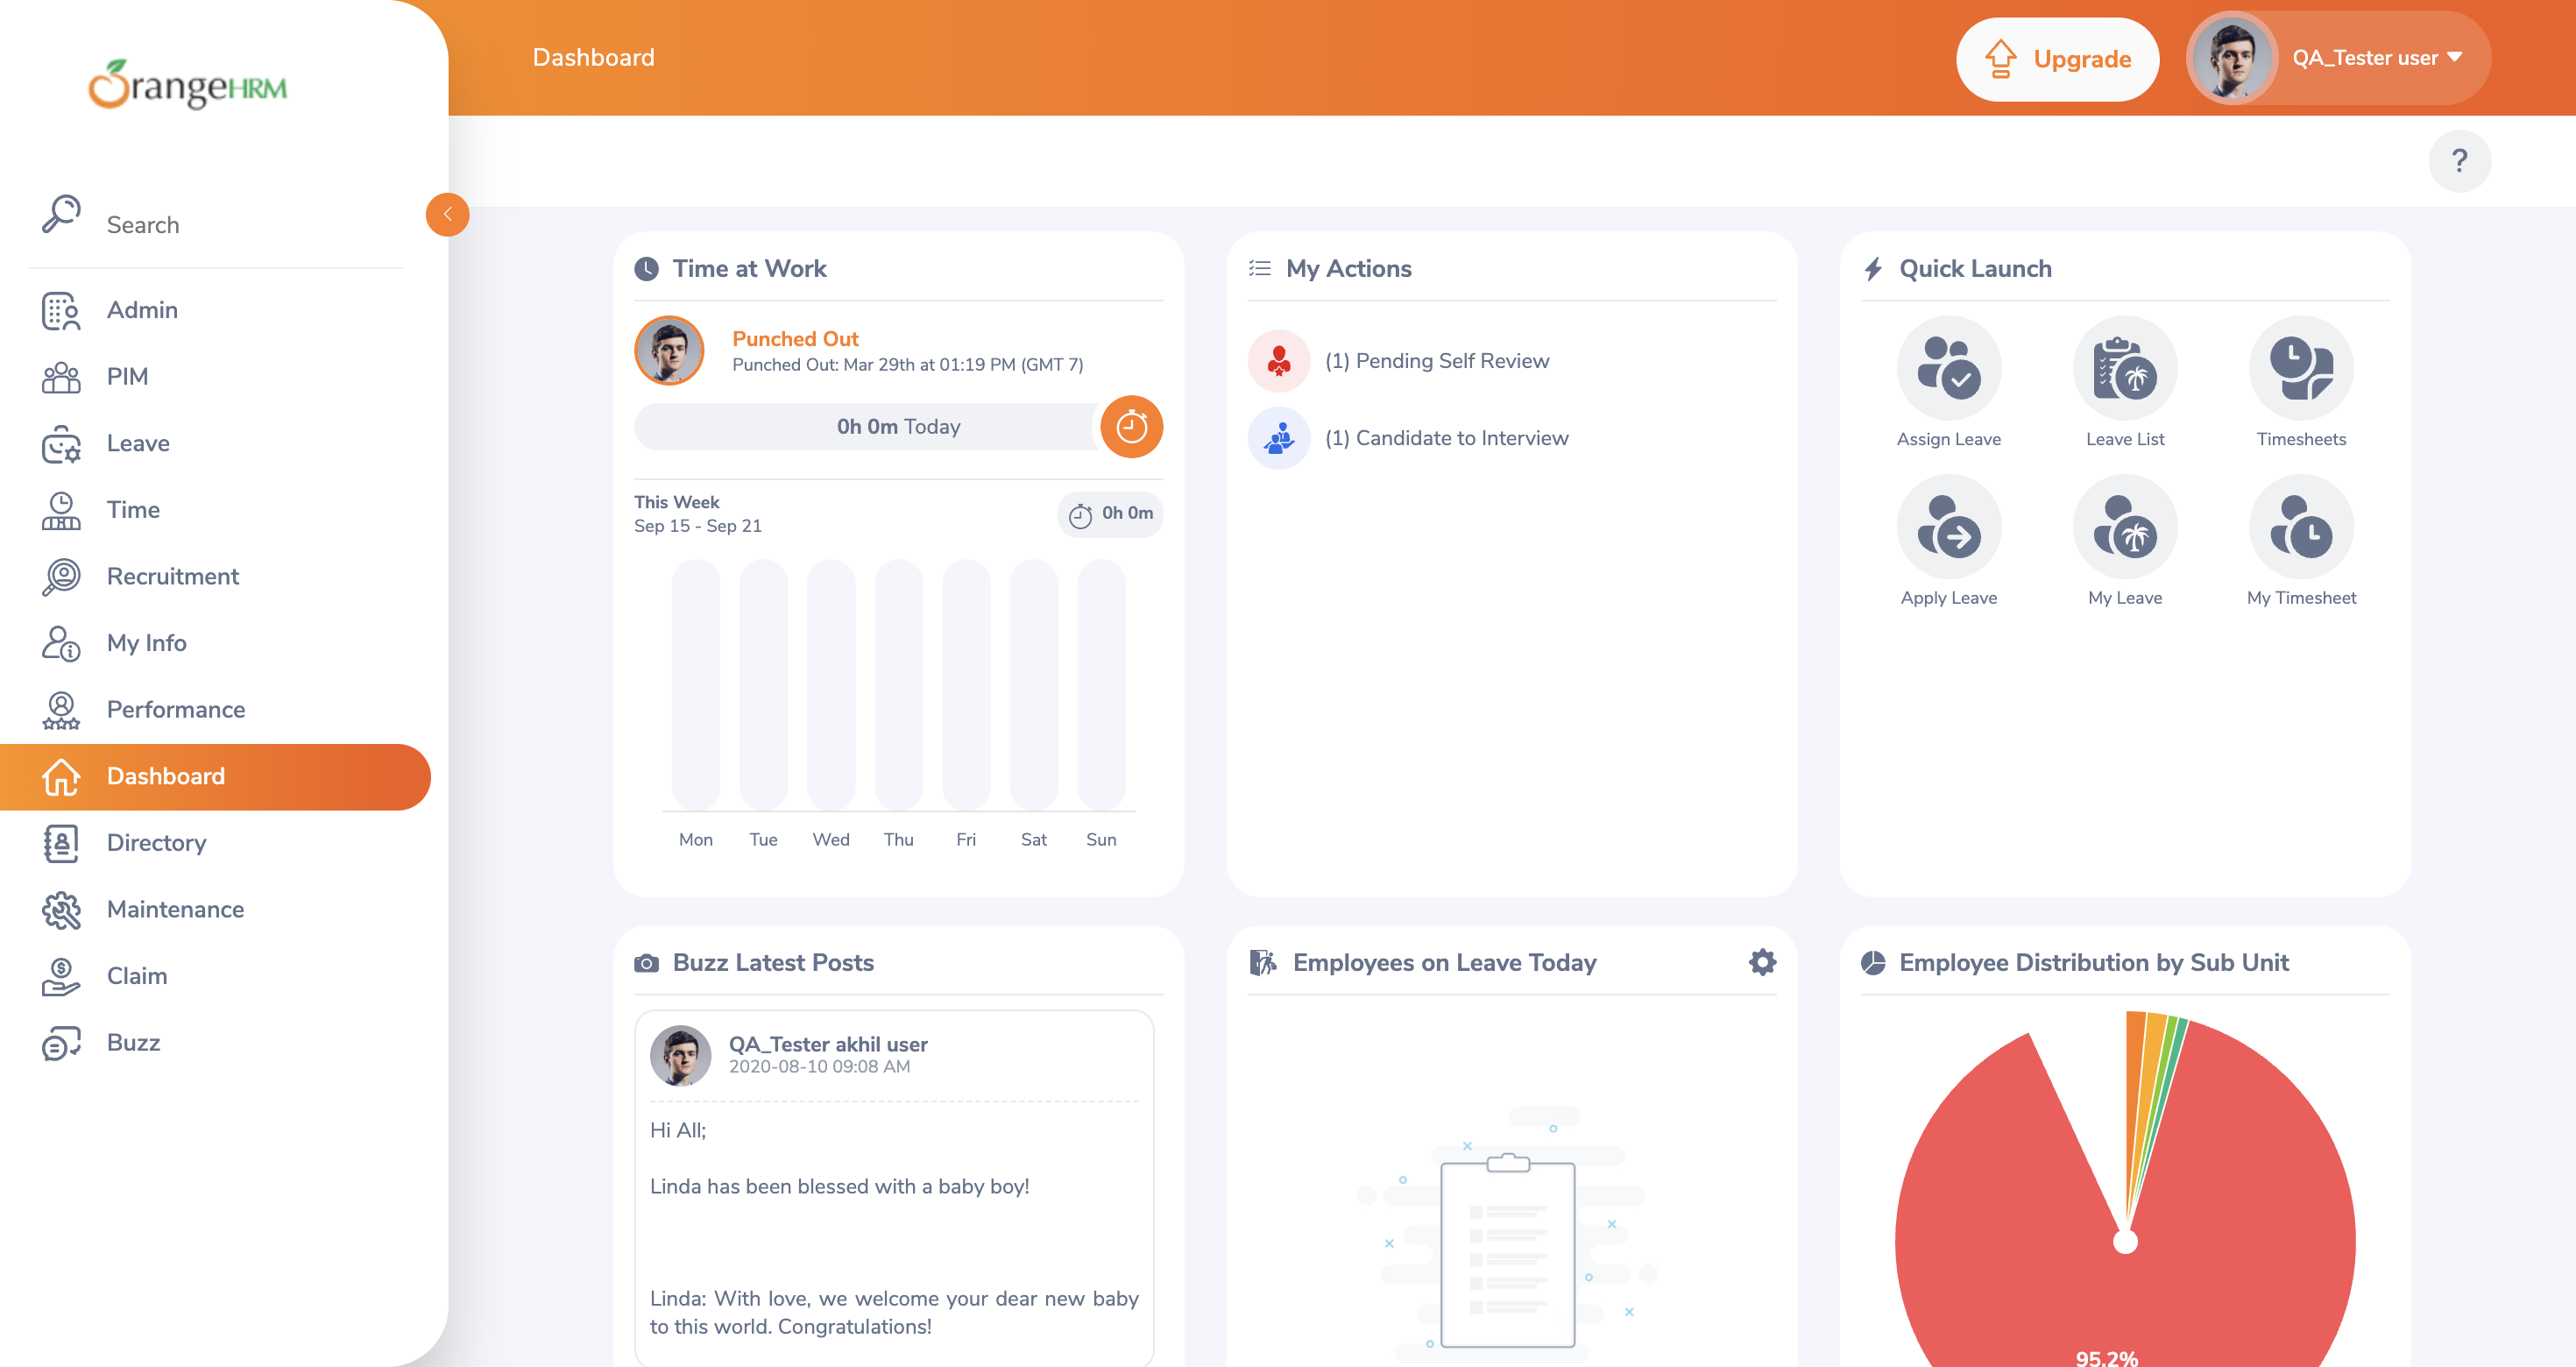 OrangeHRM
Search
Admin
PIM
Leave
Time
Recruitment
My Info
Performance
Dashboard
Directory
Maintenance
Claim
Buzz
Dashboard
Upgrade
QA_Tester user
?
Time at Work
Punched Out
Punched Out: Mar 29th at 01:19 PM (GMT 7)
0h 0m Today
This Week
Sep 15 - Sep 21
0h 0m
Mon Tue Wed Thu Fri Sat Sun
My Actions
(1) Pending Self Review
(1) Candidate to Interview
Quick Launch
Assign Leave
Leave List
Timesheets
Apply Leave
My Leave
My Timesheet
Buzz Latest Posts
QA_Tester akhil user
2020-08-10 09:08 AM
Hi All;
Linda has been blessed with a baby boy!
Linda: With love, we welcome your dear new baby
to this world. Congratulations!
Employees on Leave Today
Employee Distribution by Sub Unit
95.2%